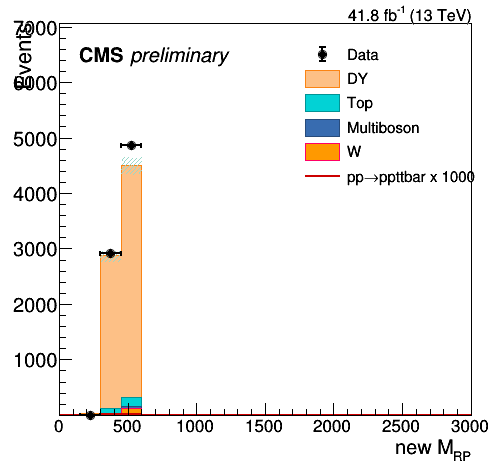 41.8 fb⁻¹ (13 TeV)
Events
CMS preliminary
Data
DY
Top
Multiboson
W
pp→ppttbar x 1000
7000
6000
5000
4000
3000
2000
1000
0 500 1000 1500 2000 2500 3000
new M_RP